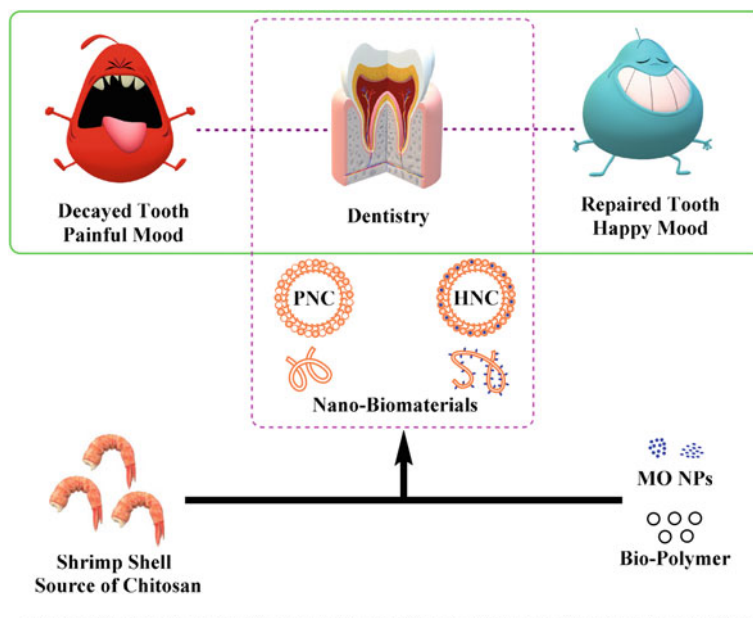 Decayed Tooth
Painful Mood
Dentistry
Repaired Tooth
Happy Mood
PNC
HNC
Nano-Biomaterials
Shrimp Shell
Source of Chitosan
MO NPs
Bio-Polymer